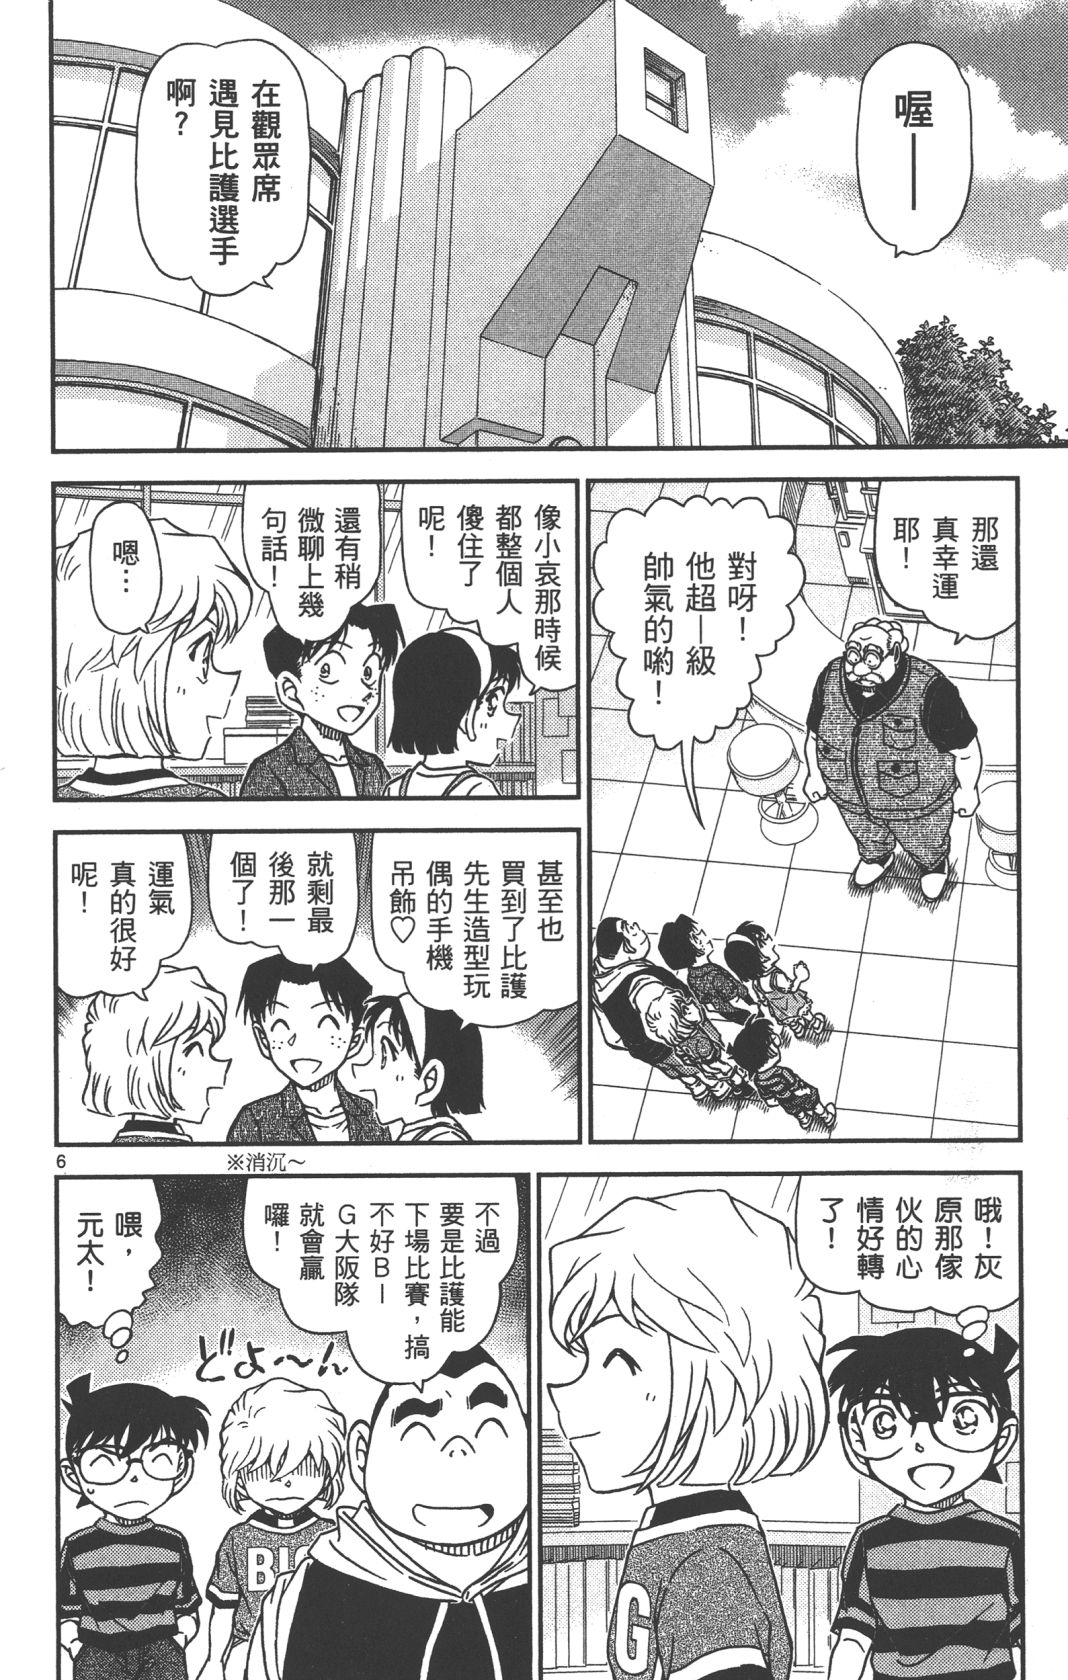 喔——
在觀眾席
遇見比護選手
啊？
那還
真幸運
耶！
對呀！
他超一級
帥氣的喲！
像小哀那時候
都整個人
傻住了
呢！
還有稍
微聊上幾
句話！
嗯…
甚至也
買到了比護
先生造型玩
偶的手機
吊飾♡
就剩最
後那一
個了！
運氣
真的很好
呢！
6
※消沉～
哦！灰
原那傢
伙的心
情好轉
了！
G
不過
要是比護能
下場比賽，搞
不好BI
G大阪隊
就會贏
囉！
どよ～ん
喂，
元太！
BIG